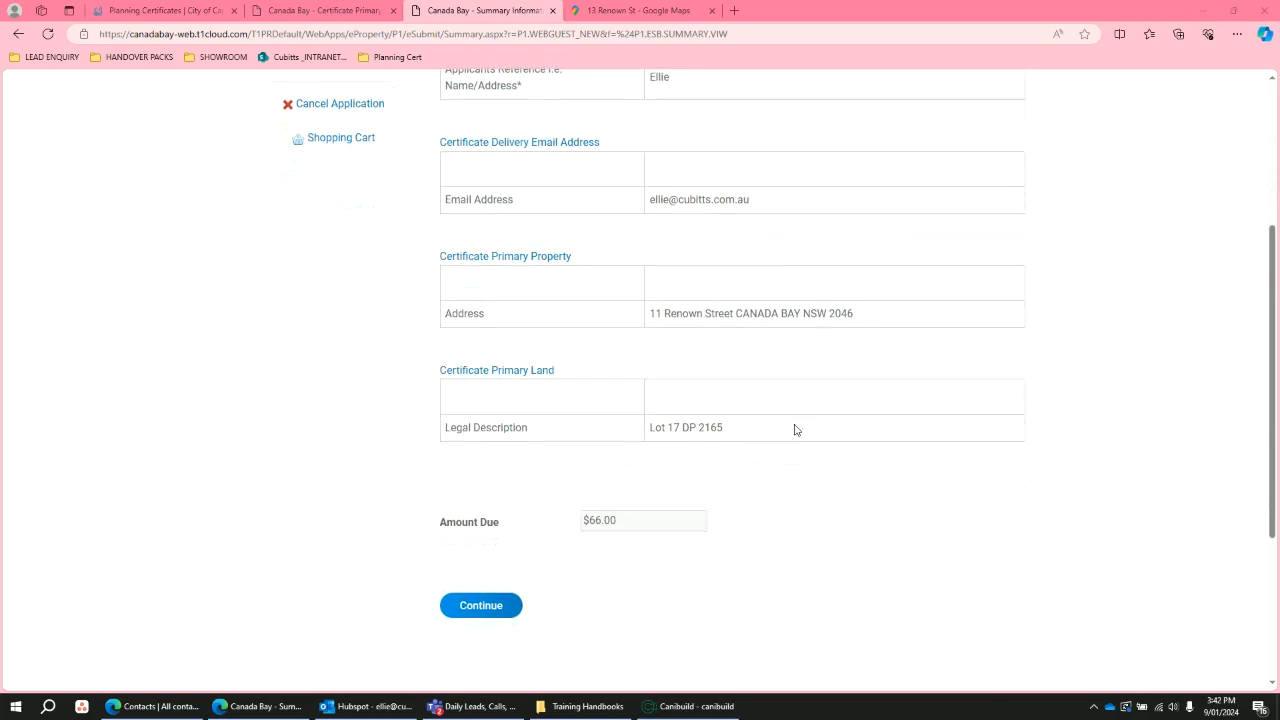 Planning Certificates | City of Ca
Canada Bay - Certificate Primary
Canada Bay - Summary Informat
13 Renown St - Google Maps
https://canadabay-web.t1cloud.com/T1PRDefault/WebApps/eProperty/P1/eSubmit/Summary.aspx?r=P1.WEBGUEST_NEW&f=%24P1.ESB.SUMMARY.VIW
LEAD ENQUIRY
HANDOVER PACKS
SHOWROOM
Cubitts _INTRANET...
Planning Cert
Applicants Reference i.e.
Name/Address*
Ellie
Cancel Application
Shopping Cart
Certificate Delivery Email Address
Email Address
ellie@cubitts.com.au
Certificate Primary Property
Address
11 Renown Street CANADA BAY NSW 2046
Certificate Primary Land
Legal Description
Lot 17 DP 2165
Amount Due
$66.00
Continue
Contacts | All conta...
Canada Bay - Sum...
Hubspot - ellie@cu...
2
Daily Leads, Calls, ...
Training Handbooks
Canibuild - canibuild
3:42 PM
9/01/2024
16